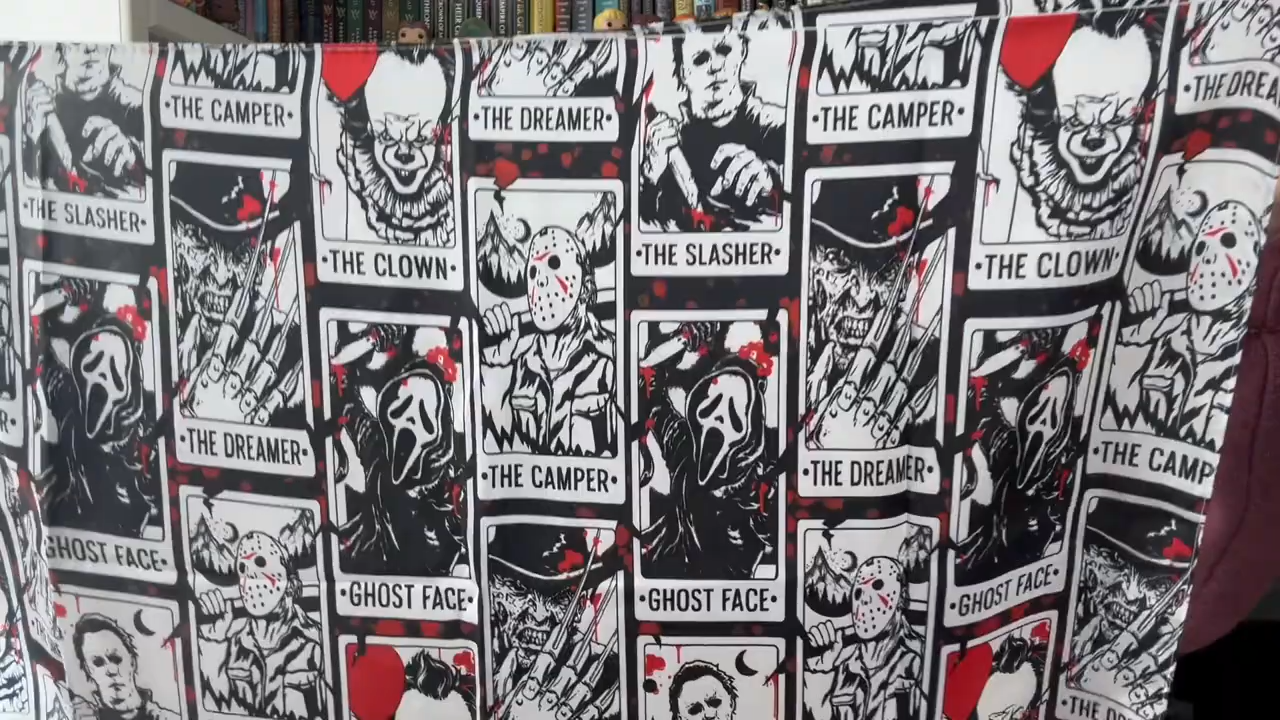 ·THE CAMPER·
·THE DREAMER·
·THE CAMPER·
·THE DREA
·THE SLASHER·
·THE CLOWN·
·THE SLASHER·
·THE CLOWN·
·THE DREAMER·
·THE CAMPER·
·THE DREAMER·
·THE CAMP
GHOST FACE·
·GHOST FACE·
·GHOST FACE·
·GHOST FACE·
·THE D